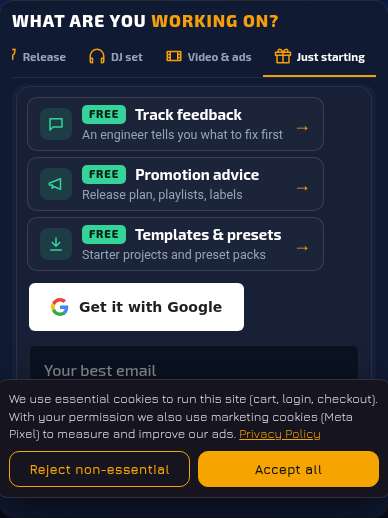 WHAT ARE YOU WORKING ON?
Release DJ set Video & ads Just starting
FREE Track feedback
An engineer tells you what to fix first →
FREE Promotion advice
Release plan, playlists, labels →
FREE Templates & presets
Starter projects and preset packs →
Get it with Google
Your best email
We use essential cookies to run this site (cart, login, checkout).
With your permission we also use marketing cookies (Meta
Pixel) to measure and improve our ads. Privacy Policy
Reject non-essential Accept all